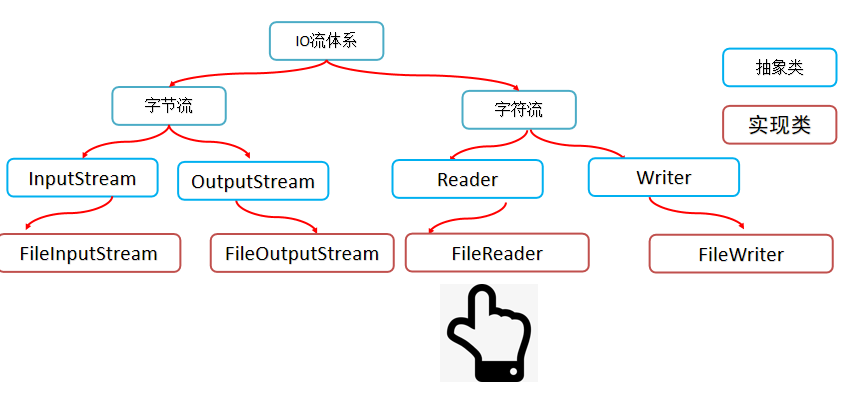 IO流体系
抽象类
字节流
字符流
实现类
InputStream
OutputStream
Reader
Writer
FileInputStream
FileOutputStream
FileReader
FileWriter